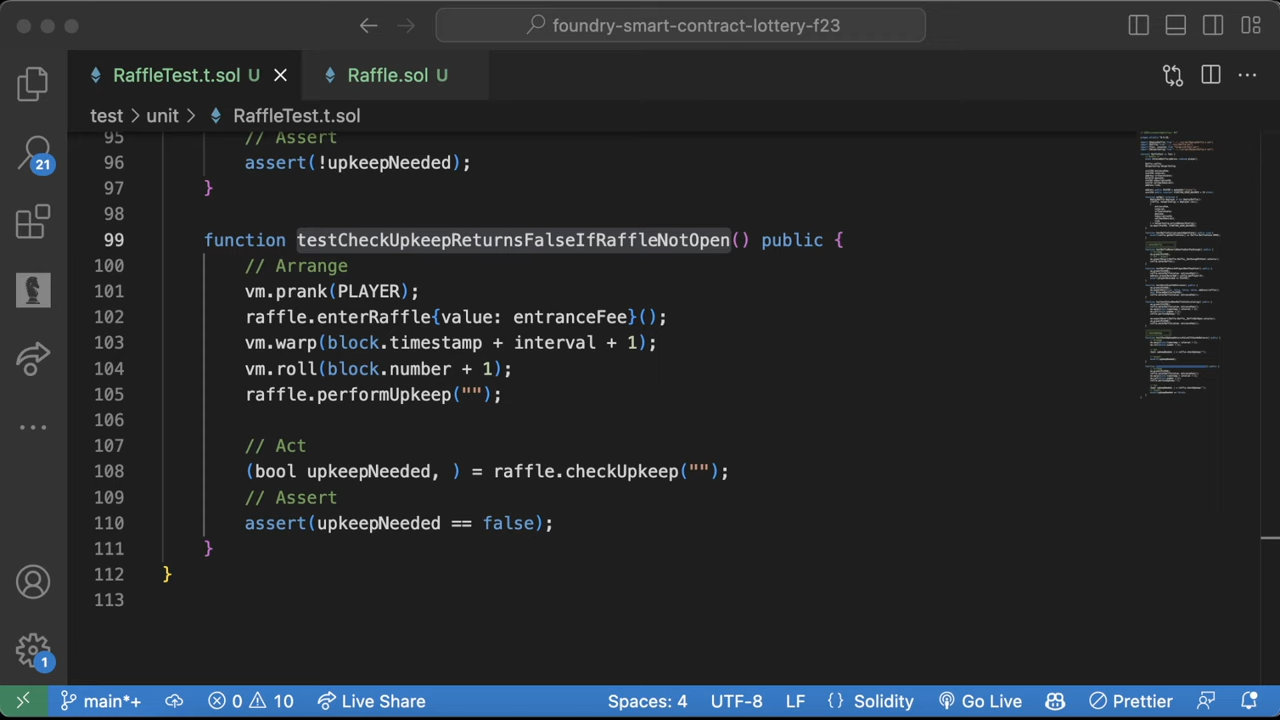 foundry-smart-contract-lottery-f23
RaffleTest.t.sol U
Raffle.sol U
test > unit > RaffleTest.t.sol
21
95 // Assert
96 assert(!upkeepNeeded);
97 }
98
99 function testCheckUpkeepReturnsFalseIfRaffleNotOpen() public {
100 // Arrange
101 vm.prank(PLAYER);
102 raffle.enterRaffle{value: entranceFee}();
103 vm.warp(block.timestamp + interval + 1);
104 vm.roll(block.number + 1);
105 raffle.performUpkeep("");
106
107 // Act
108 (bool upkeepNeeded, ) = raffle.checkUpkeep("");
109 // Assert
110 assert(upkeepNeeded == false);
111 }
112 }
113
1
main*+ 0 10 Live Share Spaces: 4 UTF-8 LF {} Solidity Go Live Prettier